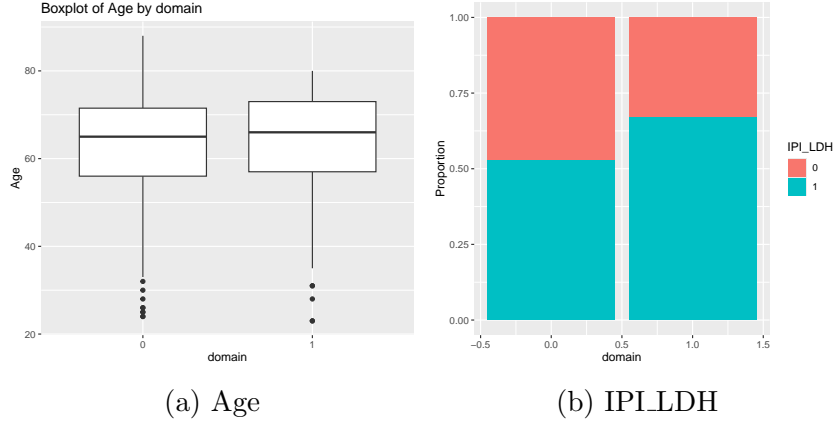 Boxplot of Age by domain
80
60
40
20
Age
0
1
domain
(a) Age
1.00
0.75
0.50
0.25
0.00
Proportion
−0.5
0.0
0.5
1.0
1.5
domain
IPI_LDH
0
1
(b) IPI_LDH